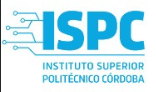 ISPC
INSTITUTO SUPERIOR
POLITÉCNICO CÓRDOBA